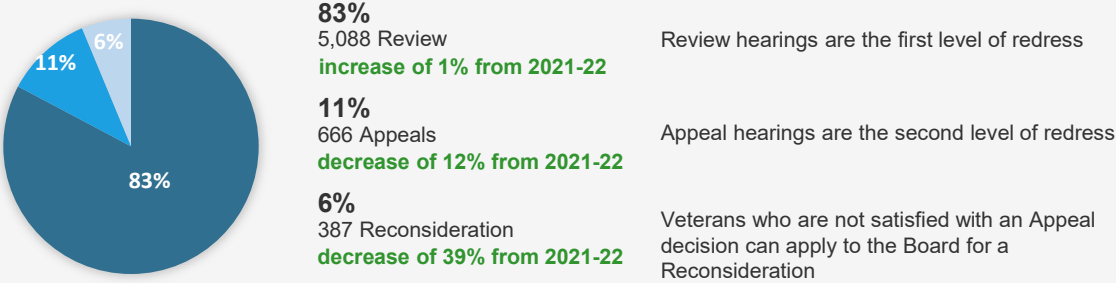 6%
11%
83%
83%
5,088 Review
increase of 1% from 2021-22
Review hearings are the first level of redress
11%
666 Appeals
decrease of 12% from 2021-22
Appeal hearings are the second level of redress
6%
387 Reconsideration
decrease of 39% from 2021-22
Veterans who are not satisfied with an Appeal
decision can apply to the Board for a
Reconsideration